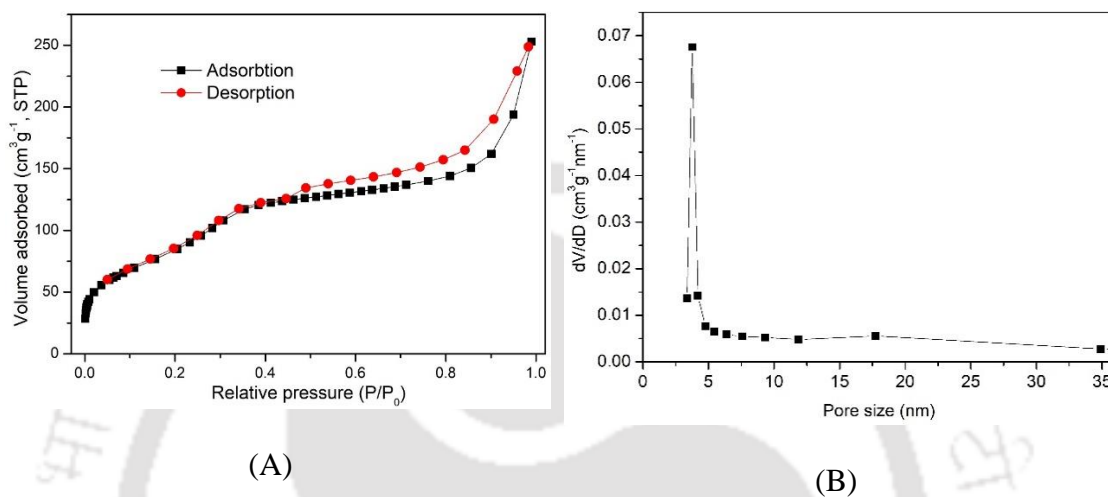 Volume adsorbed (cm³g⁻¹, STP)
250
200
150
100
50
0
Adsorbtion
Desorption
0.0 0.2 0.4 0.6 0.8 1.0
Relative pressure (P/P₀)
(A)
dV/dD (cm³g⁻¹nm⁻¹)
0.07
0.06
0.05
0.04
0.03
0.02
0.01
0.00
0 5 10 15 20 25 30 35
Pore size (nm)
(B)